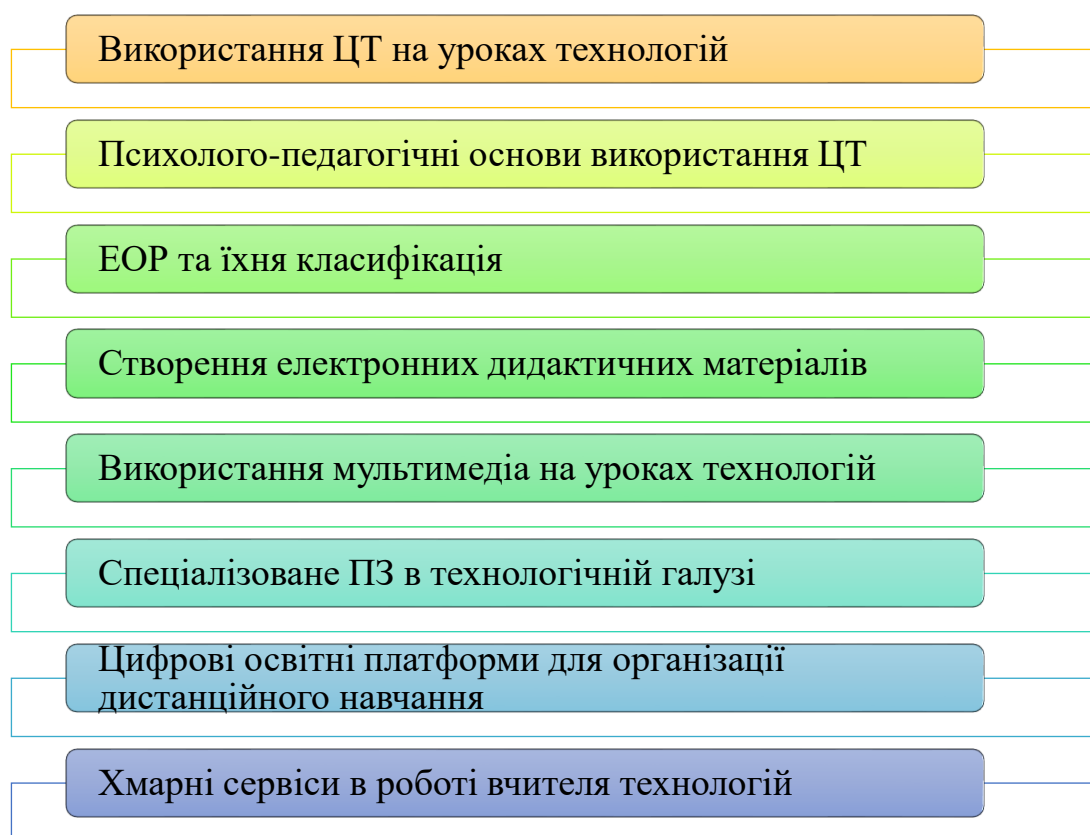 Використання ЦТ на уроках технологій
Психолого-педагогічні основи використання ЦТ
ЕОР та їхня класифікація
Створення електронних дидактичних матеріалів
Використання мультимедіа на уроках технологій
Спеціалізоване ПЗ в технологічній галузі
Цифрові освітні платформи для організації
дистанційного навчання
Хмарні сервіси в роботі вчителя технологій